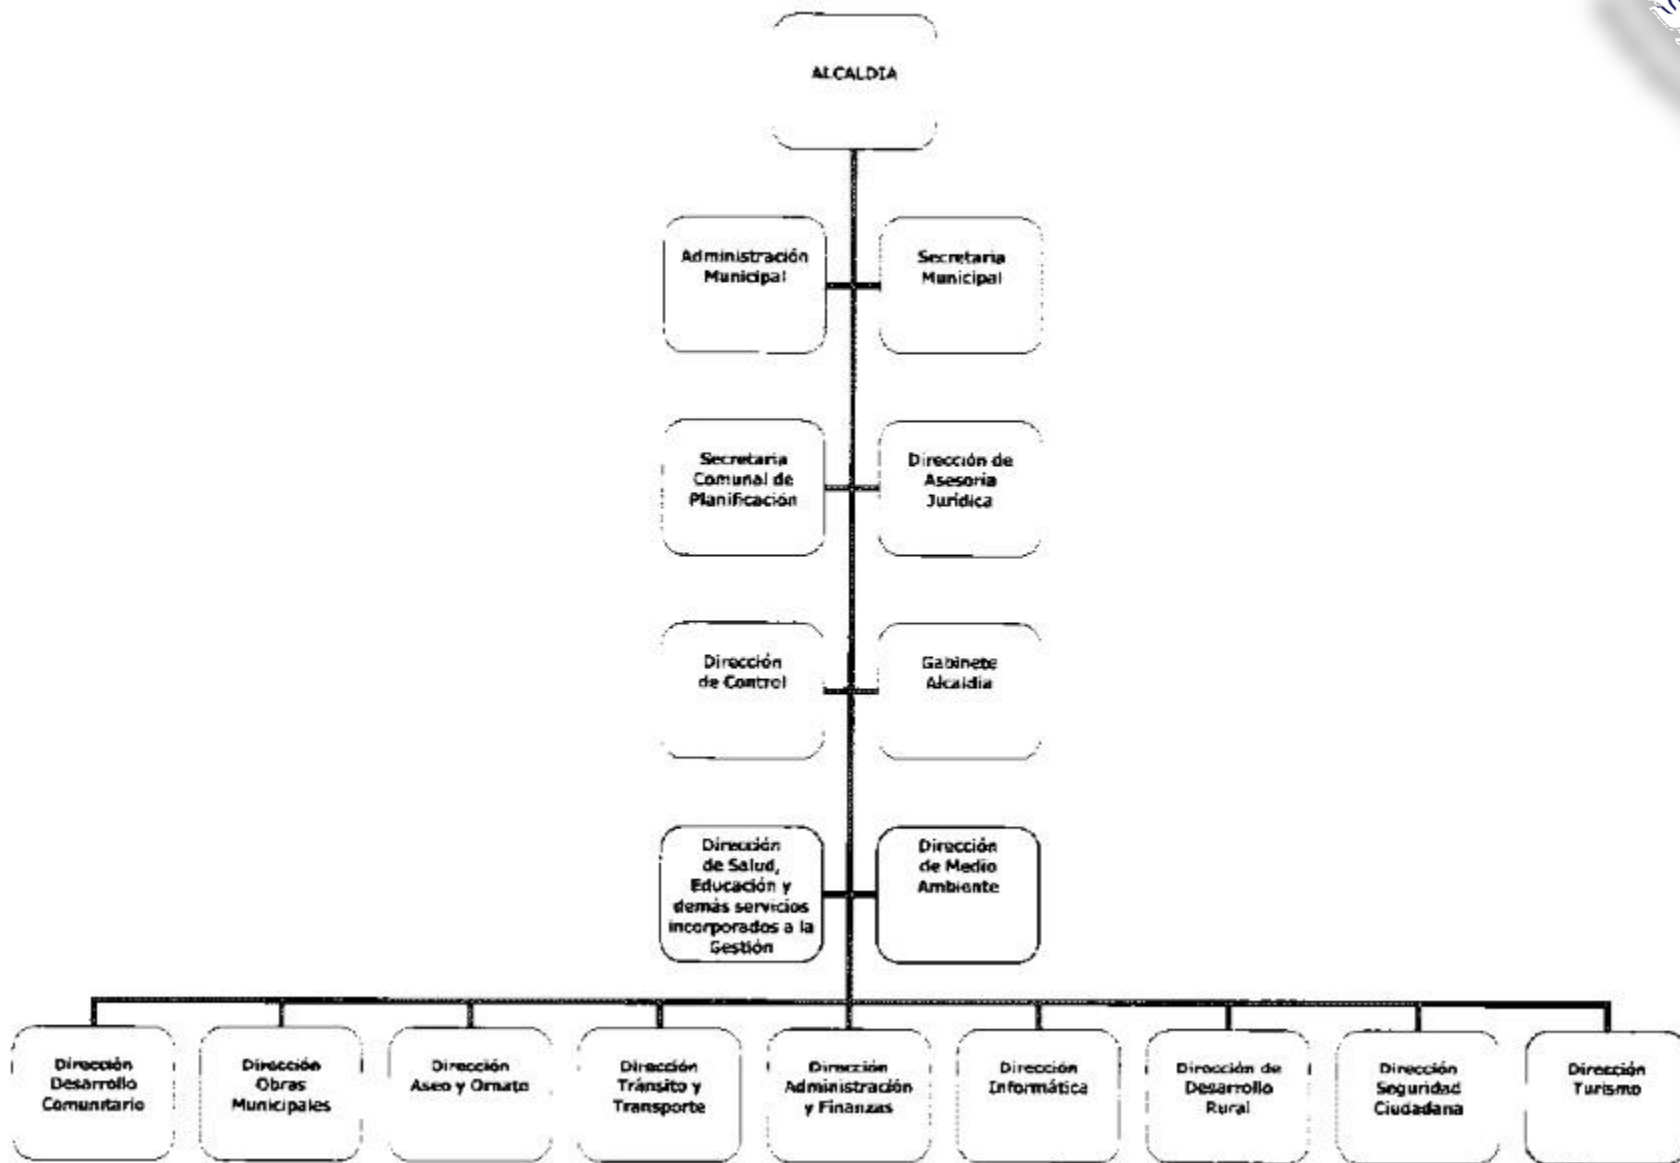 ALCALDIA
Administración
Municipal
Secretaria
Municipal
Secretaria
Comunal de
Planificación
Dirección de
Asesoria
Jurídica
Dirección
de Control
Gabinete
Alcaldia
Dirección
de Salud,
Educación y
demás servicios
incorporados a la
Gestión
Dirección
de Medio
Ambiente
Dirección
Desarrollo
Comunitario
Dirección
Obras
Municipales
Dirección
Aseo y Ornato
Dirección
Tránsito y
Transporte
Dirección
Administración
y Finanzas
Dirección
Informática
Dirección de
Desarrollo
Rural
Dirección
Seguridad
Ciudadana
Dirección
Turismo